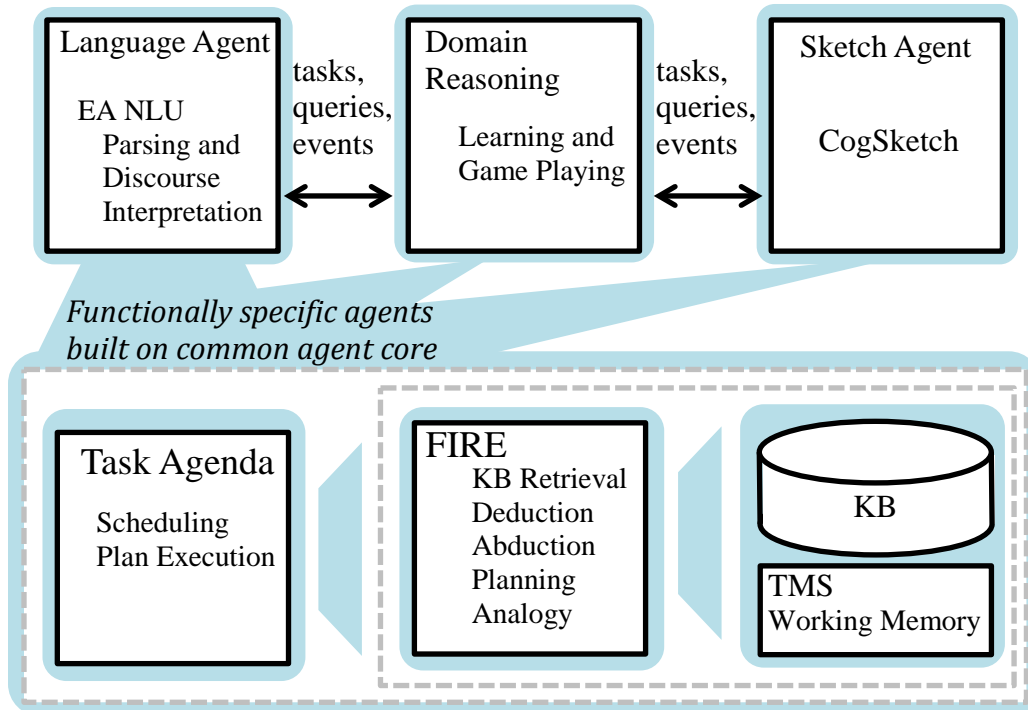 Language Agent
EA NLU
Parsing and
Discourse
Interpretation
tasks,
queries,
events
Domain
Reasoning
Learning and
Game Playing
tasks,
queries,
events
Sketch Agent
CogSketch
Functionally specific agents
built on common agent core
Task Agenda
Scheduling
Plan Execution
FIRE
KB Retrieval
Deduction
Abduction
Planning
Analogy
KB
TMS
Working Memory